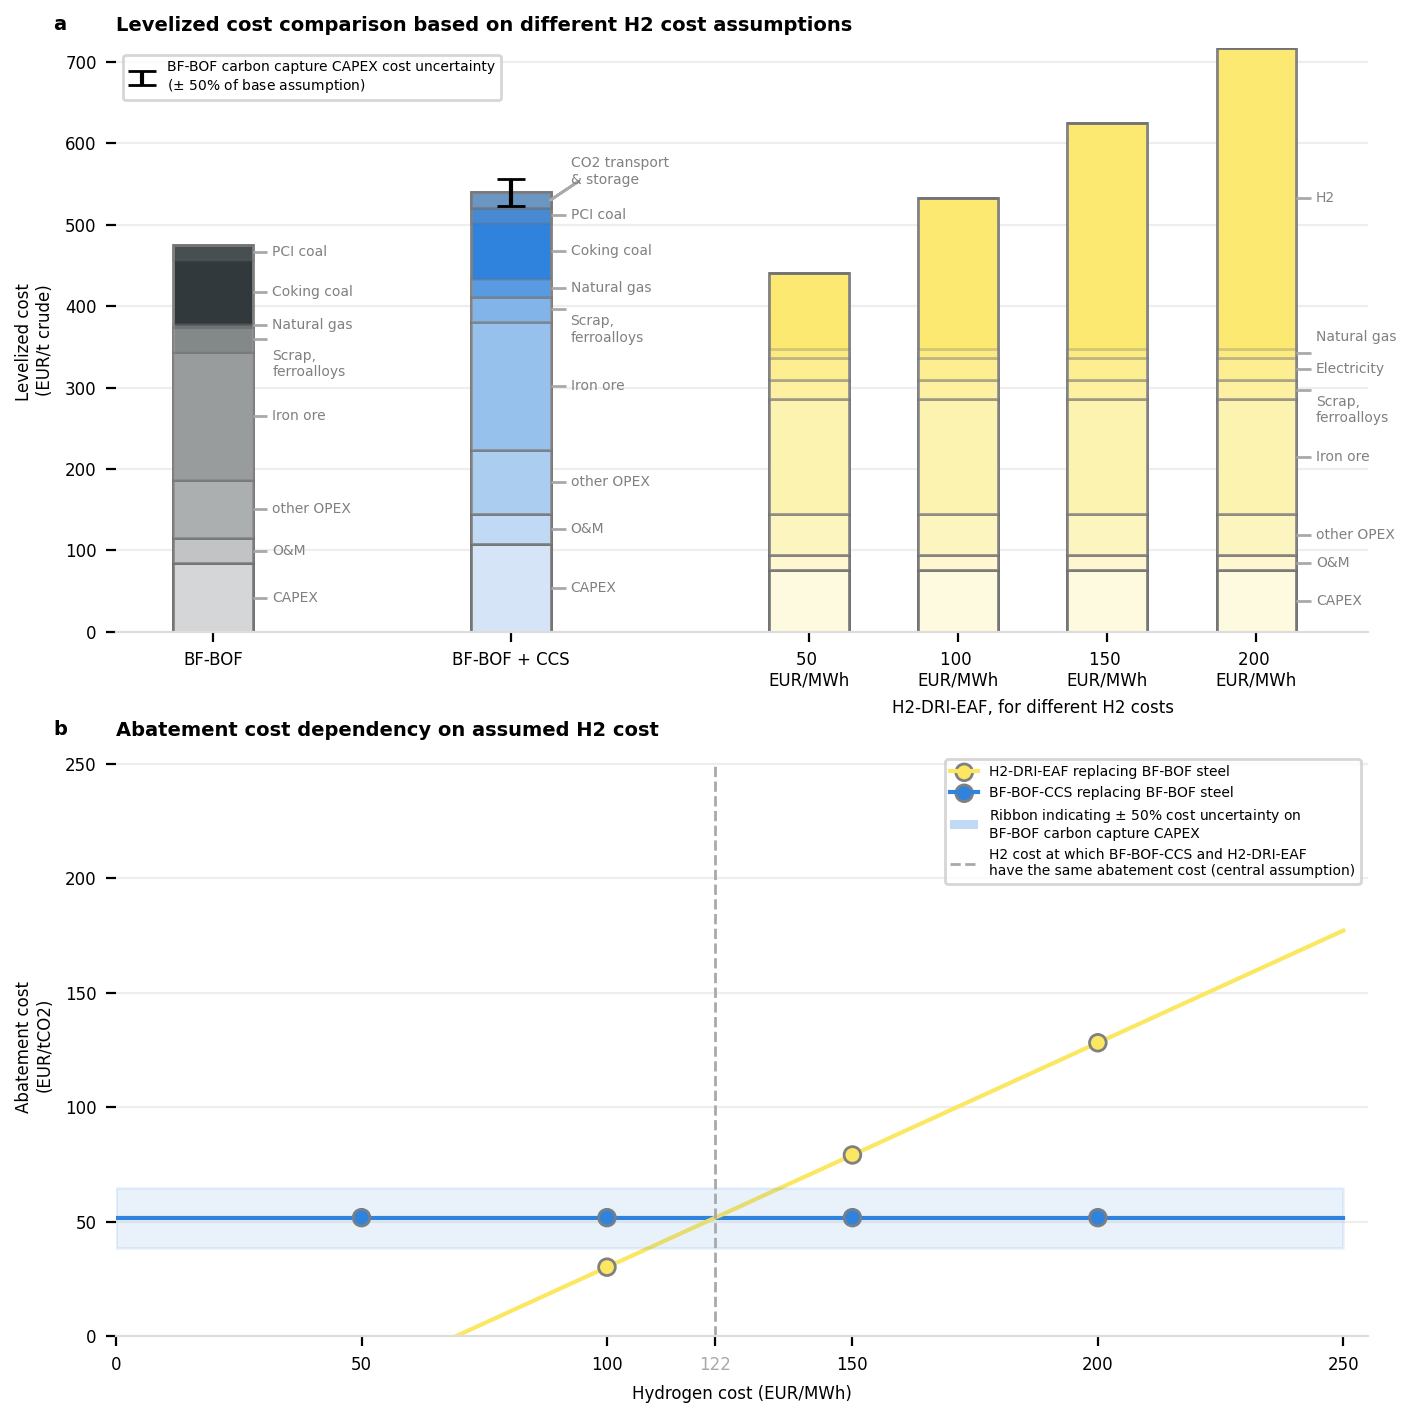 a
Levelized cost comparison based on different H2 cost assumptions
BF-BOF carbon capture CAPEX cost uncertainty
(± 50% of base assumption)
Levelized cost
(EUR/t crude)
700
600
500
400
300
200
100
0
PCI coal
Coking coal
Natural gas
Scrap,
ferroalloys
Iron ore
other OPEX
O&M
CAPEX
CO2 transport
& storage
PCI coal
Coking coal
Natural gas
Scrap,
ferroalloys
Iron ore
other OPEX
O&M
CAPEX
H2
Natural gas
Electricity
Scrap,
ferroalloys
Iron ore
other OPEX
O&M
CAPEX
BF-BOF
BF-BOF + CCS
50
EUR/MWh
100
EUR/MWh
150
EUR/MWh
200
EUR/MWh
H2-DRI-EAF, for different H2 costs
b
Abatement cost dependency on assumed H2 cost
H2-DRI-EAF replacing BF-BOF steel
BF-BOF-CCS replacing BF-BOF steel
Ribbon indicating ± 50% cost uncertainty on
BF-BOF carbon capture CAPEX
H2 cost at which BF-BOF-CCS and H2-DRI-EAF
have the same abatement cost (central assumption)
Abatement cost
(EUR/tCO2)
250
200
150
100
50
0
0
50
100
122
150
200
250
Hydrogen cost (EUR/MWh)